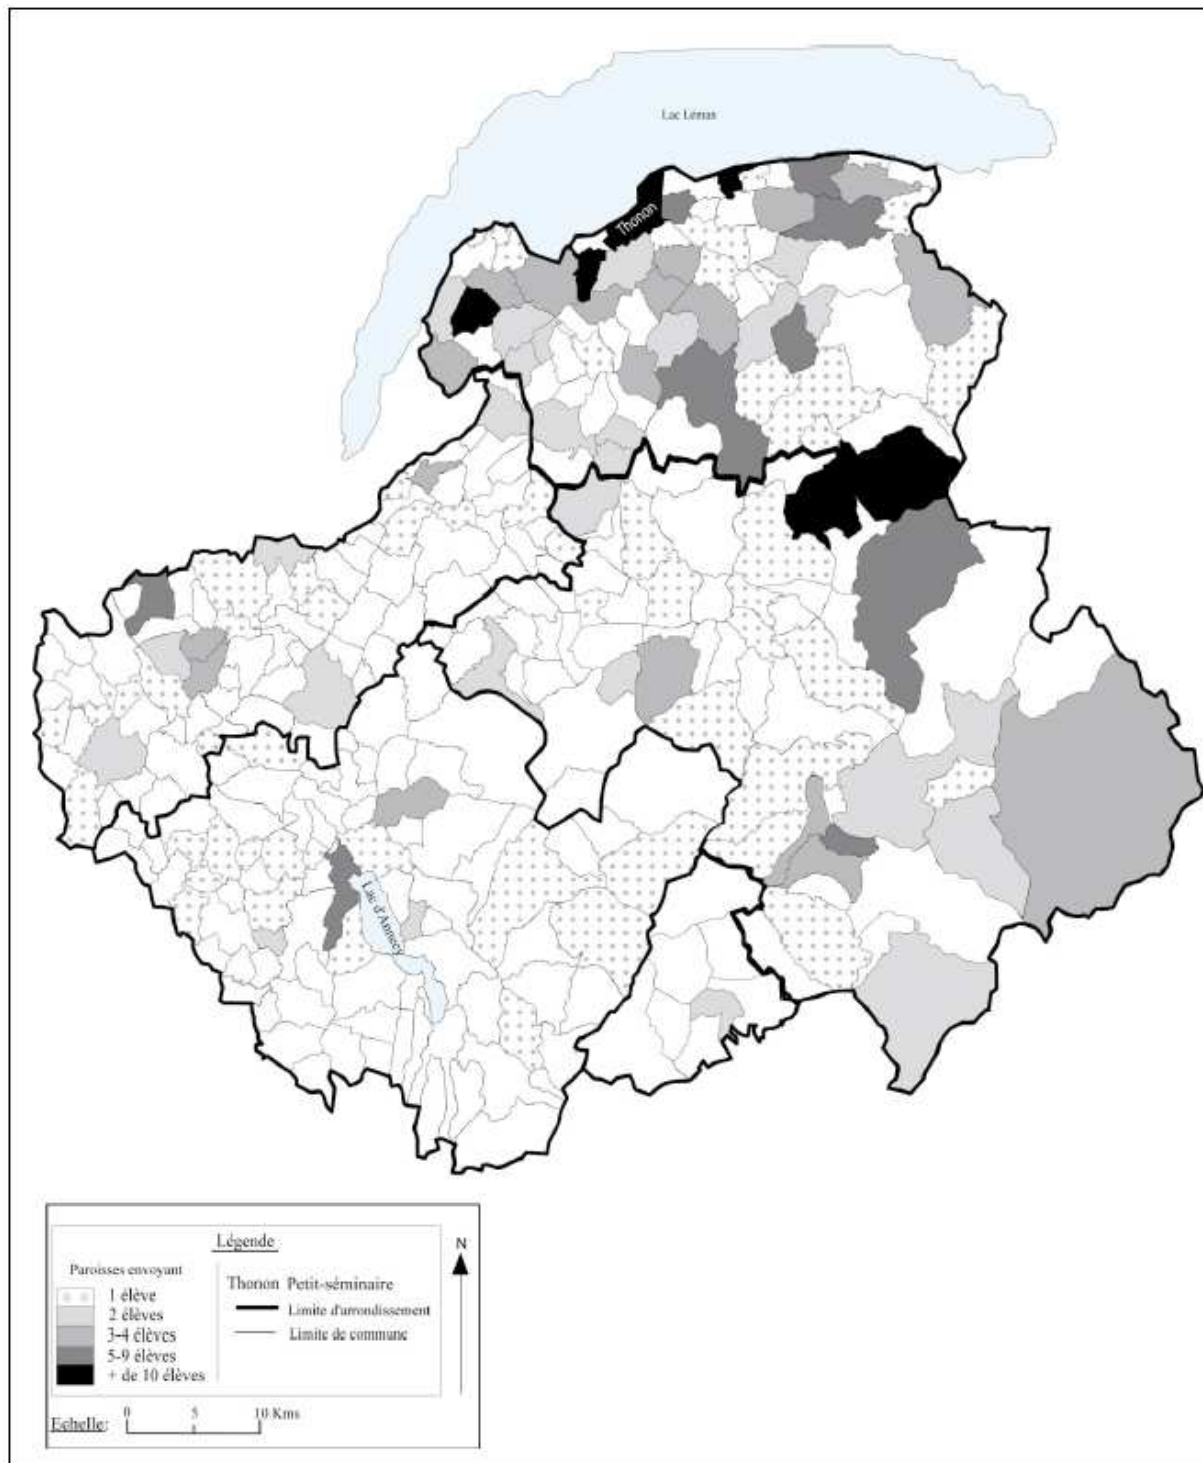 Lac Léman
Thonon
Lac d'Annecy
Légende
Paroisses envoyant
1 élève
2 élèves
3-4 élèves
5-9 élèves
+ de 10 élèves
Thonon Petit-séminaire
Limite d'arrondissement
Limite de commune
N
Echelle:
0 5 10 Kms